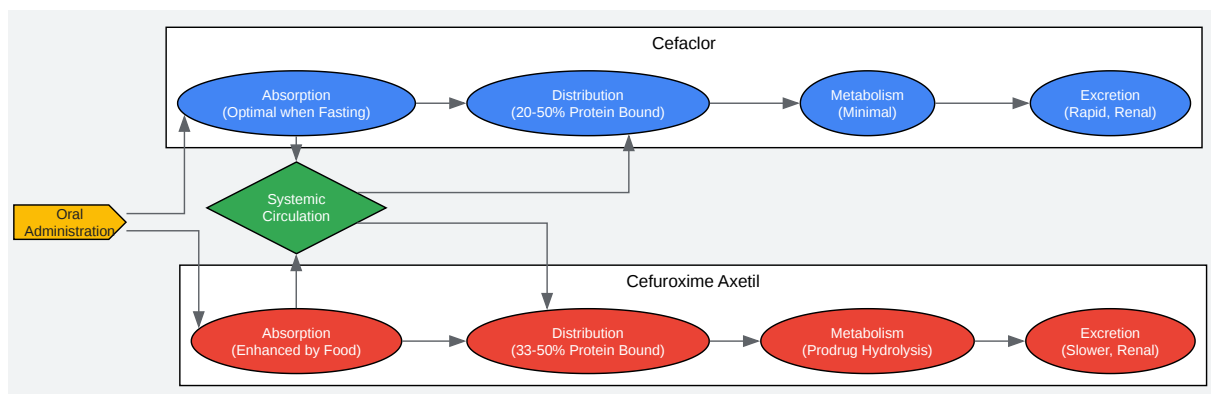 Cefaclor
Absorption
(Optimal when Fasting)
Distribution
(20-50% Protein Bound)
Metabolism
(Minimal)
Excretion
(Rapid, Renal)
Systemic
Circulation
Oral
Administration
Cefuroxime Axetil
Absorption
(Enhanced by Food)
Distribution
(33-50% Protein Bound)
Metabolism
(Prodrug Hydrolysis)
Excretion
(Slower, Renal)